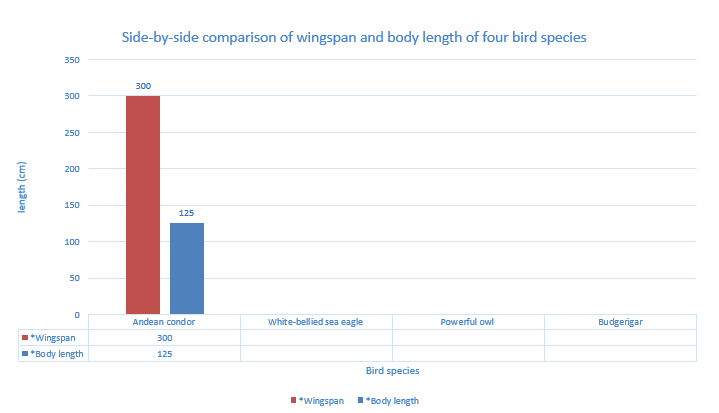 Side-by-side comparison of wingspan and body length of four bird species
350
300
250
200
150
100
50
0
length (cm)
300
125
Andean condor White-bellied sea eagle Powerful owl Budgerigar
*Wingspan 300
*Body length 125
Bird species
*Wingspan *Body length